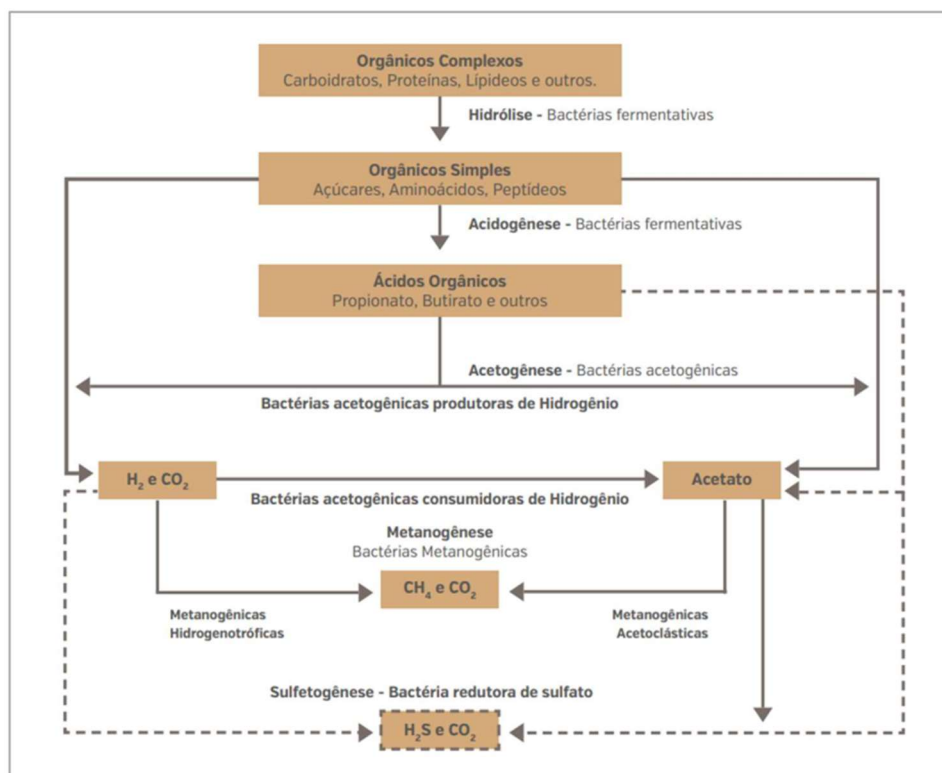 Orgânicos Complexos
Carboidratos, Proteínas, Lípideos e outros.
Hidrólise - Bactérias fermentativas
Orgânicos Simples
Açúcares, Aminoácidos, Peptídeos
Acidogênese - Bactérias fermentativas
Ácidos Orgânicos
Propionato, Butirato e outros
Acetogênese - Bactérias acetogênicas
Bactérias acetogênicas produtoras de Hidrogênio
H₂ e CO₂
Acetato
Bactérias acetogênicas consumidoras de Hidrogênio
Metanogênese
Bactérias Metanogênicas
CH₄ e CO₂
Metanogênicas
Hidrogenotróficas
Metanogênicas
Acetoclásticas
Sulfetogênese - Bactéria redutora de sulfato
H₂S e CO₂